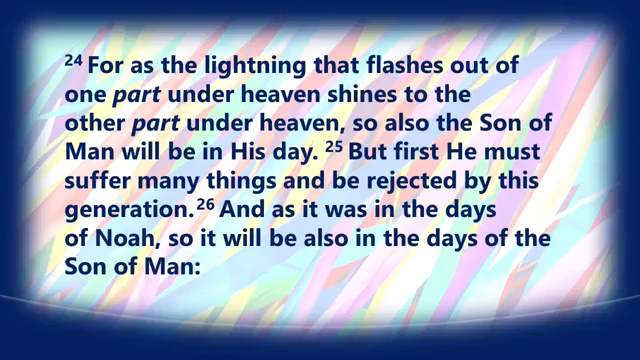 24 For as the lightning that flashes out of
one part under heaven shines to the
other part under heaven, so also the Son of
Man will be in His day. 25 But first He must
suffer many things and be rejected by this
generation.26 And as it was in the days
of Noah, so it will be also in the days of the
Son of Man: